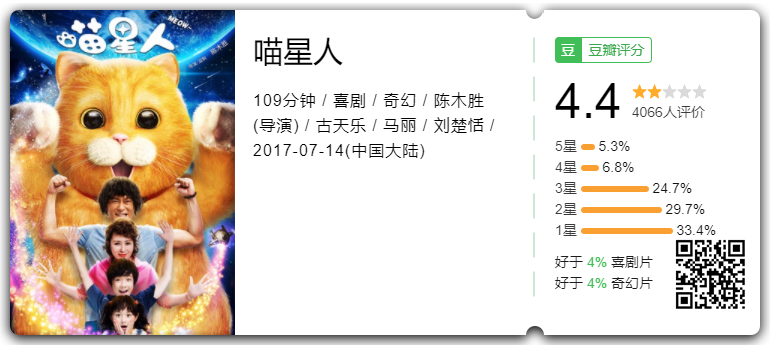 MEOW~
喵星人
喵星人
109分钟 / 喜剧 / 奇幻 / 陈木胜
(导演) / 古天乐 / 马丽 / 刘楚恬 /
2017-07-14(中国大陆)
豆 豆瓣评分
4.4
4066人评价
5星 5.3%
4星 6.8%
3星 24.7%
2星 29.7%
1星 33.4%
好于 4% 喜剧片
好于 4% 奇幻片